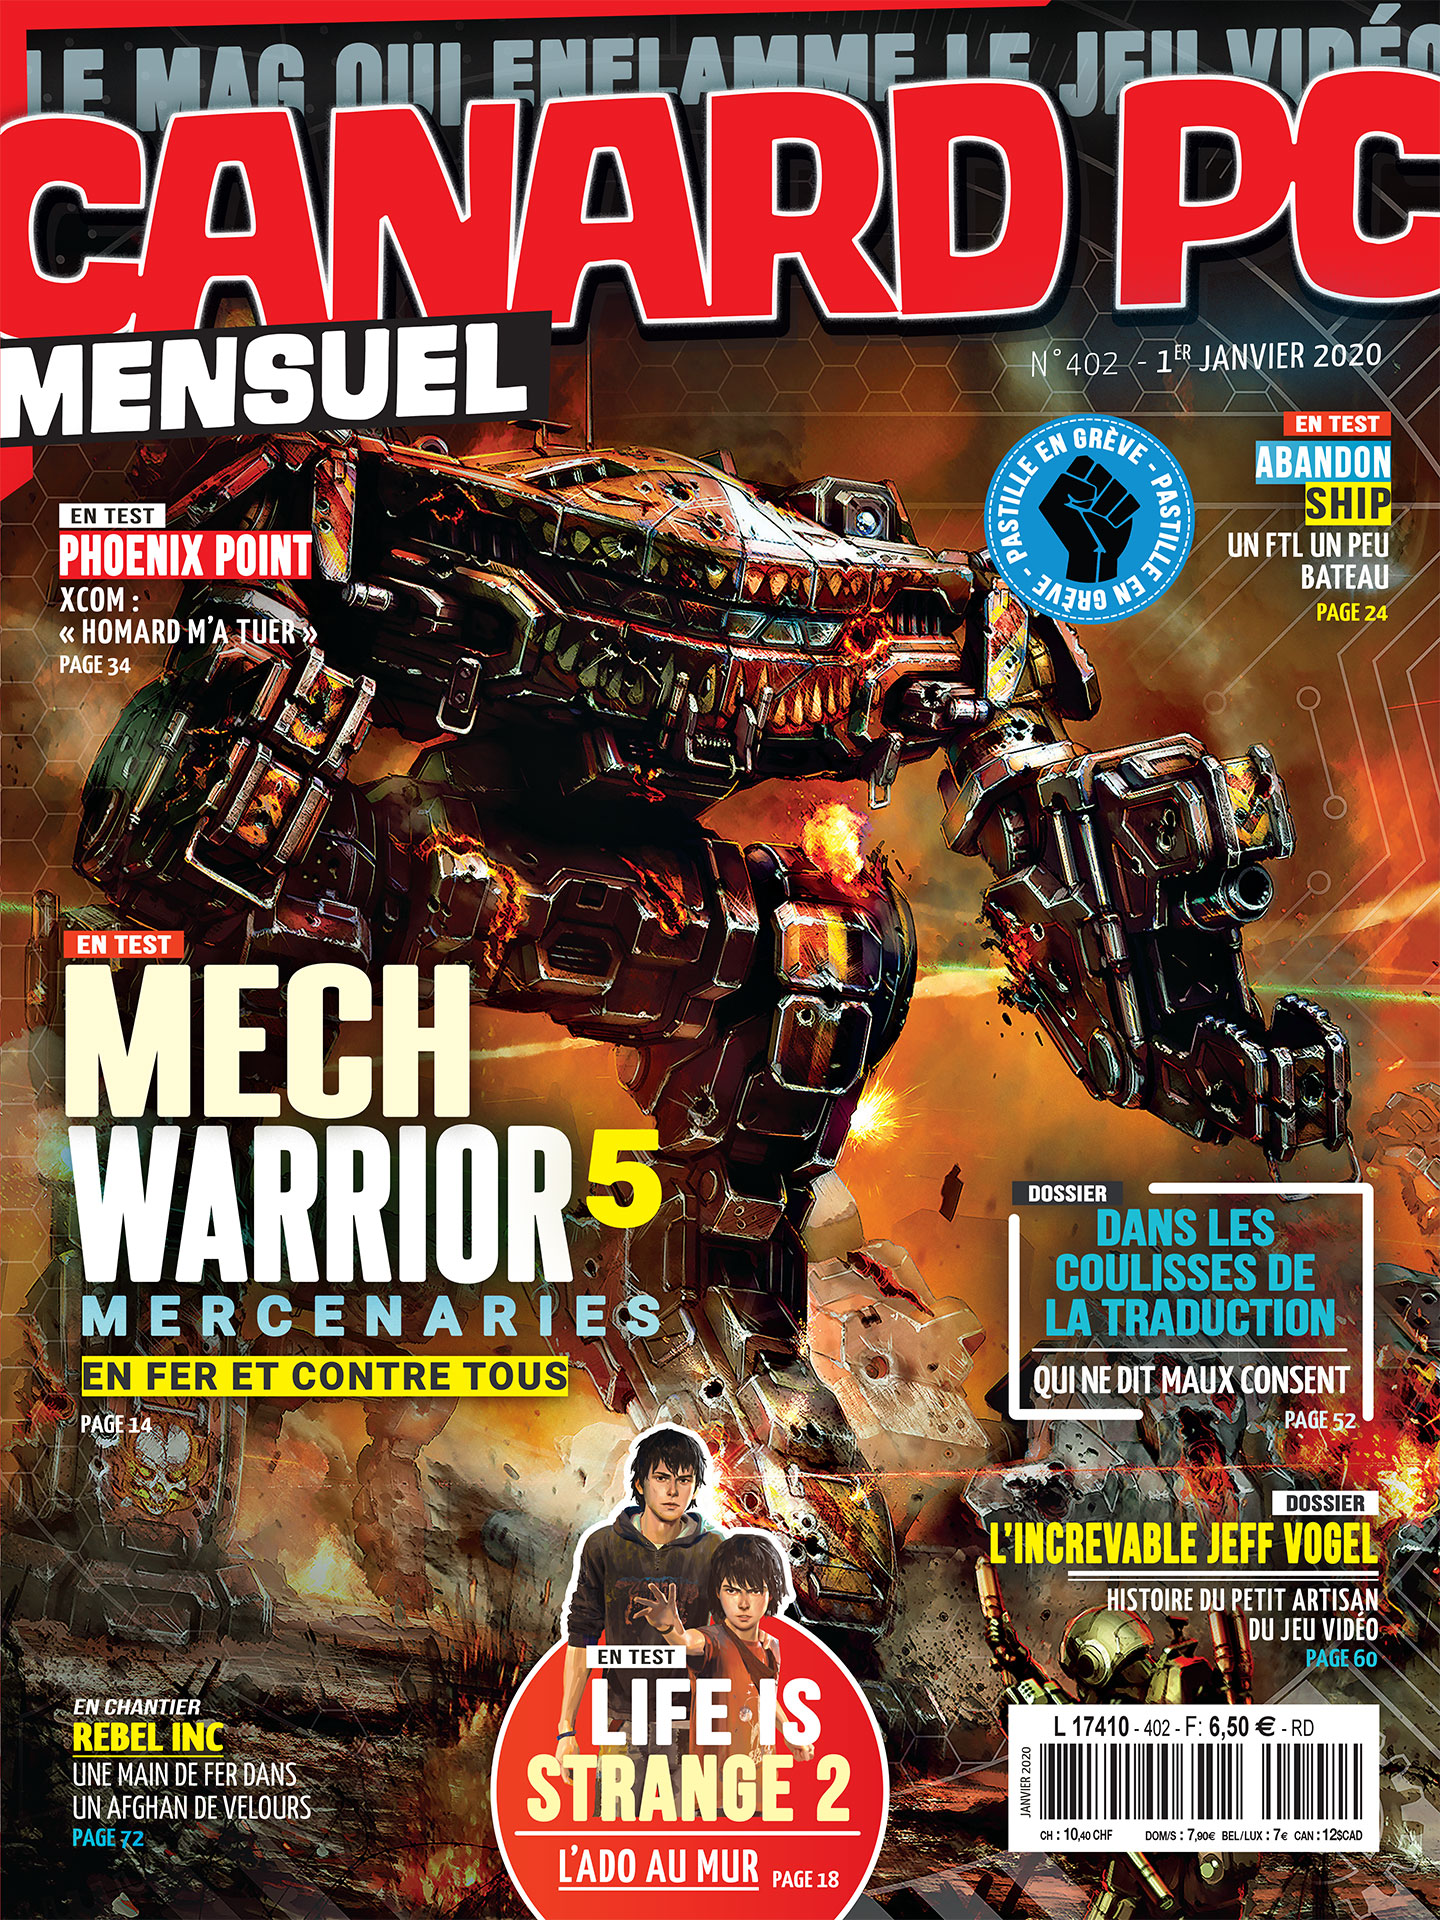 LE MAG QUI ENFLAMME LE JEU VIDÉO
CANARD PC
MENSUEL
N°402 - 1ER JANVIER 2020
EN TEST
PHOENIX POINT
XCOM :
« HOMARD M'A TUER »
PAGE 34
PASTILLE EN GRÈVE - PASTILLE EN GRÈVE -
EN TEST
ABANDON
SHIP
UN FTL UN PEU
BATEAU
PAGE 24
EN TEST
MECH
WARRIOR 5
MERCENARIES
EN FER ET CONTRE TOUS
PAGE 14
DOSSIER
DANS LES
COULISSES DE
LA TRADUCTION
QUI NE DIT MAUX CONSENT
PAGE 52
DOSSIER
L'INCREVABLE JEFF VOGEL
HISTOIRE DU PETIT ARTISAN
DU JEU VIDÉO
PAGE 60
EN CHANTIER
REBEL INC
UNE MAIN DE FER DANS
UN AFGHAN DE VELOURS
PAGE 72
EN TEST
LIFE IS
STRANGE 2
L'ADO AU MUR PAGE 18
L 17410 - 402 - F: 6,50 € - RD
JANVIER 2020
CH : 10,40 CHF DOM/S : 7,90€ BEL/LUX : 7€ CAN : 12$CAD